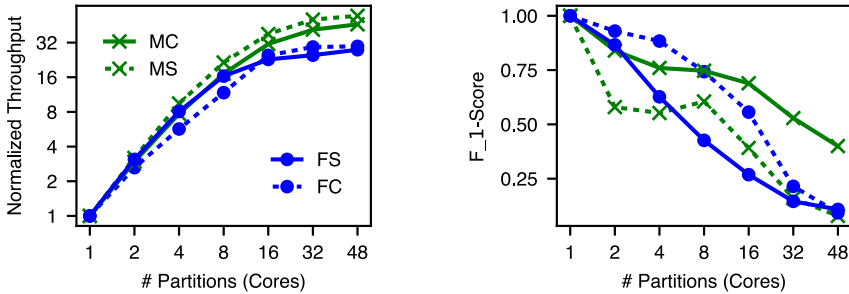 Normalized Throughput
32
16
8
4
2
1
MC
MS
FS
FC
1 2 4 8 16 32 48
# Partitions (Cores)
F_1-Score
1.00
0.75
0.50
0.25
1 2 4 8 16 32 48
# Partitions (Cores)